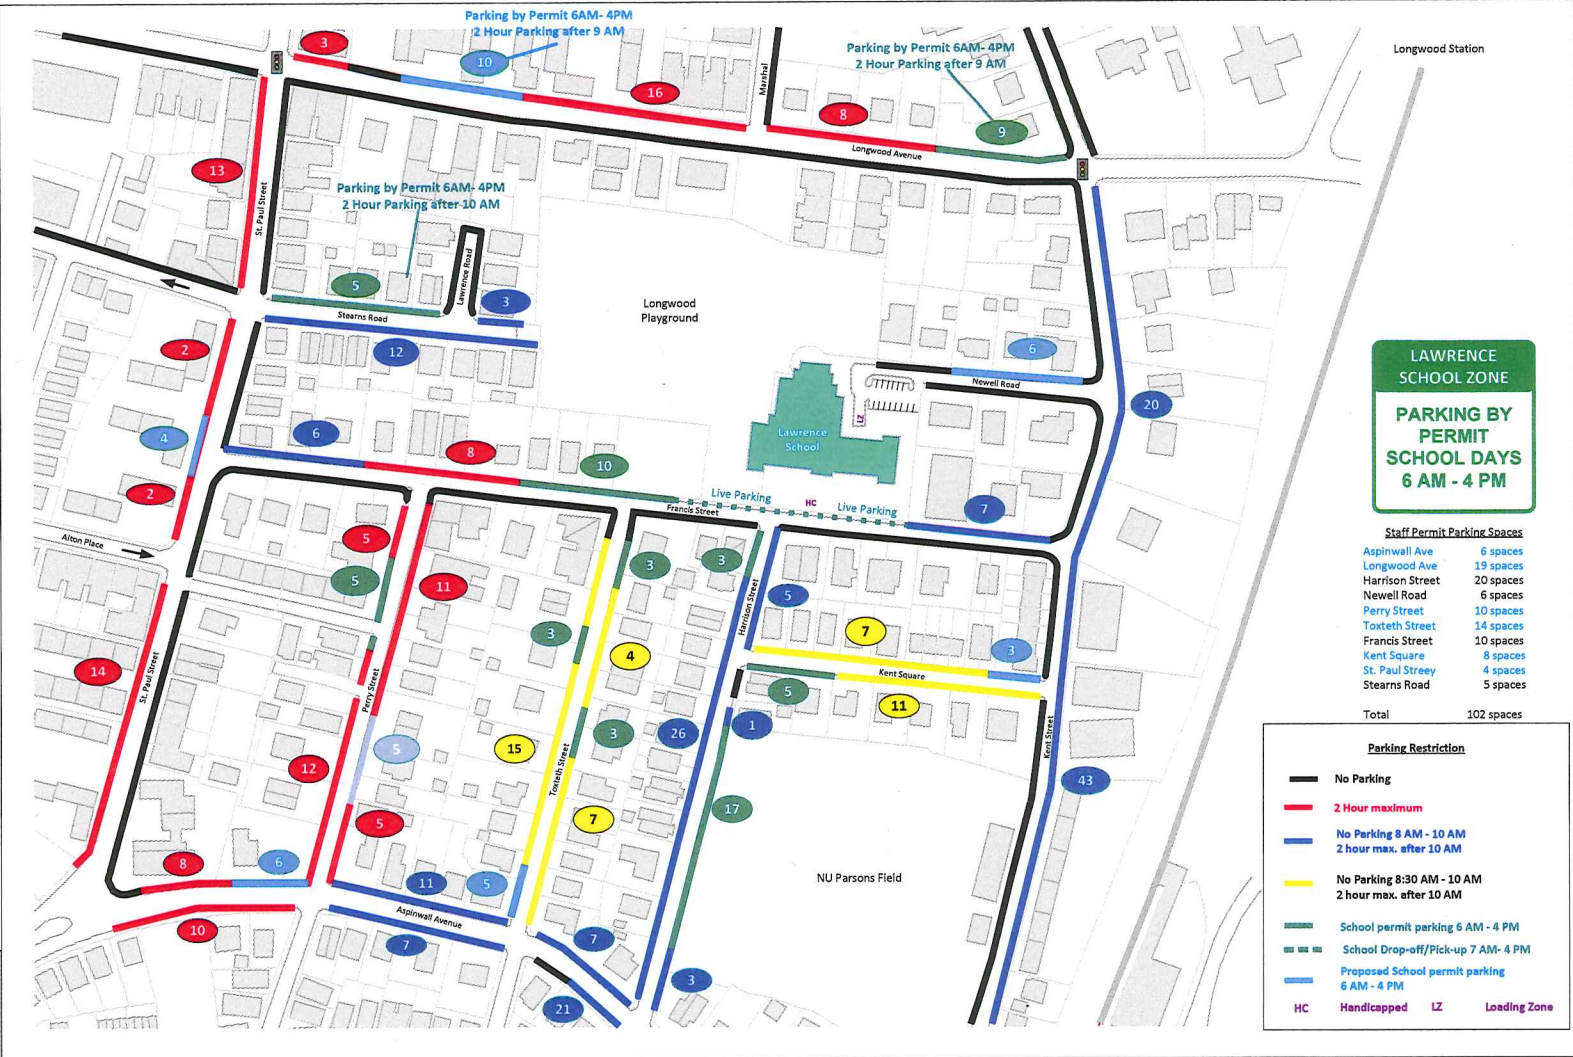 Parking by Permit 6AM- 4PM
2 Hour Parking after 9 AM
3
10
16
Marshal
Parking by Permit 6AM- 4PM
2 Hour Parking after 9 AM
8
9
Longwood Avenue
Longwood Station
13
St. Paul Street
Parking by Permit 6AM- 4PM
2 Hour Parking after 10 AM
5
Lawrence Road
3
Stearns Road
12
Longwood
Playground
2
4
2
6
8
10
Lawrence
School
LZ
6
Newell Road
20
7
Live Parking
HC
Live Parking
Francis Street
Alton Place
5
5
11
3
3
5
Harrison Street
3
4
7
3
Kent Square
5
11
14
St. Paul Street
Perry Street
5
15
3
26
1
Toxteth Street
Kent Street
12
5
7
17
43
8
6
11
5
NU Parsons Field
10
Aspinwall Avenue
7
7
3
21
LAWRENCE
SCHOOL ZONE
PARKING BY
PERMIT
SCHOOL DAYS
6 AM - 4 PM
Staff Permit Parking Spaces
Aspinwall Ave 6 spaces
Longwood Ave 19 spaces
Harrison Street 20 spaces
Newell Road 6 spaces
Perry Street 10 spaces
Toxteth Street 14 spaces
Francis Street 10 spaces
Kent Square 8 spaces
St. Paul Streey 4 spaces
Stearns Road 5 spaces
Total 102 spaces
Parking Restriction
No Parking
2 Hour maximum
No Parking 8 AM - 10 AM
2 hour max. after 10 AM
No Parking 8:30 AM - 10 AM
2 hour max. after 10 AM
School permit parking 6 AM - 4 PM
School Drop-off/Pick-up 7 AM- 4 PM
Proposed School permit parking
6 AM - 4 PM
HC Handicapped LZ Loading Zone